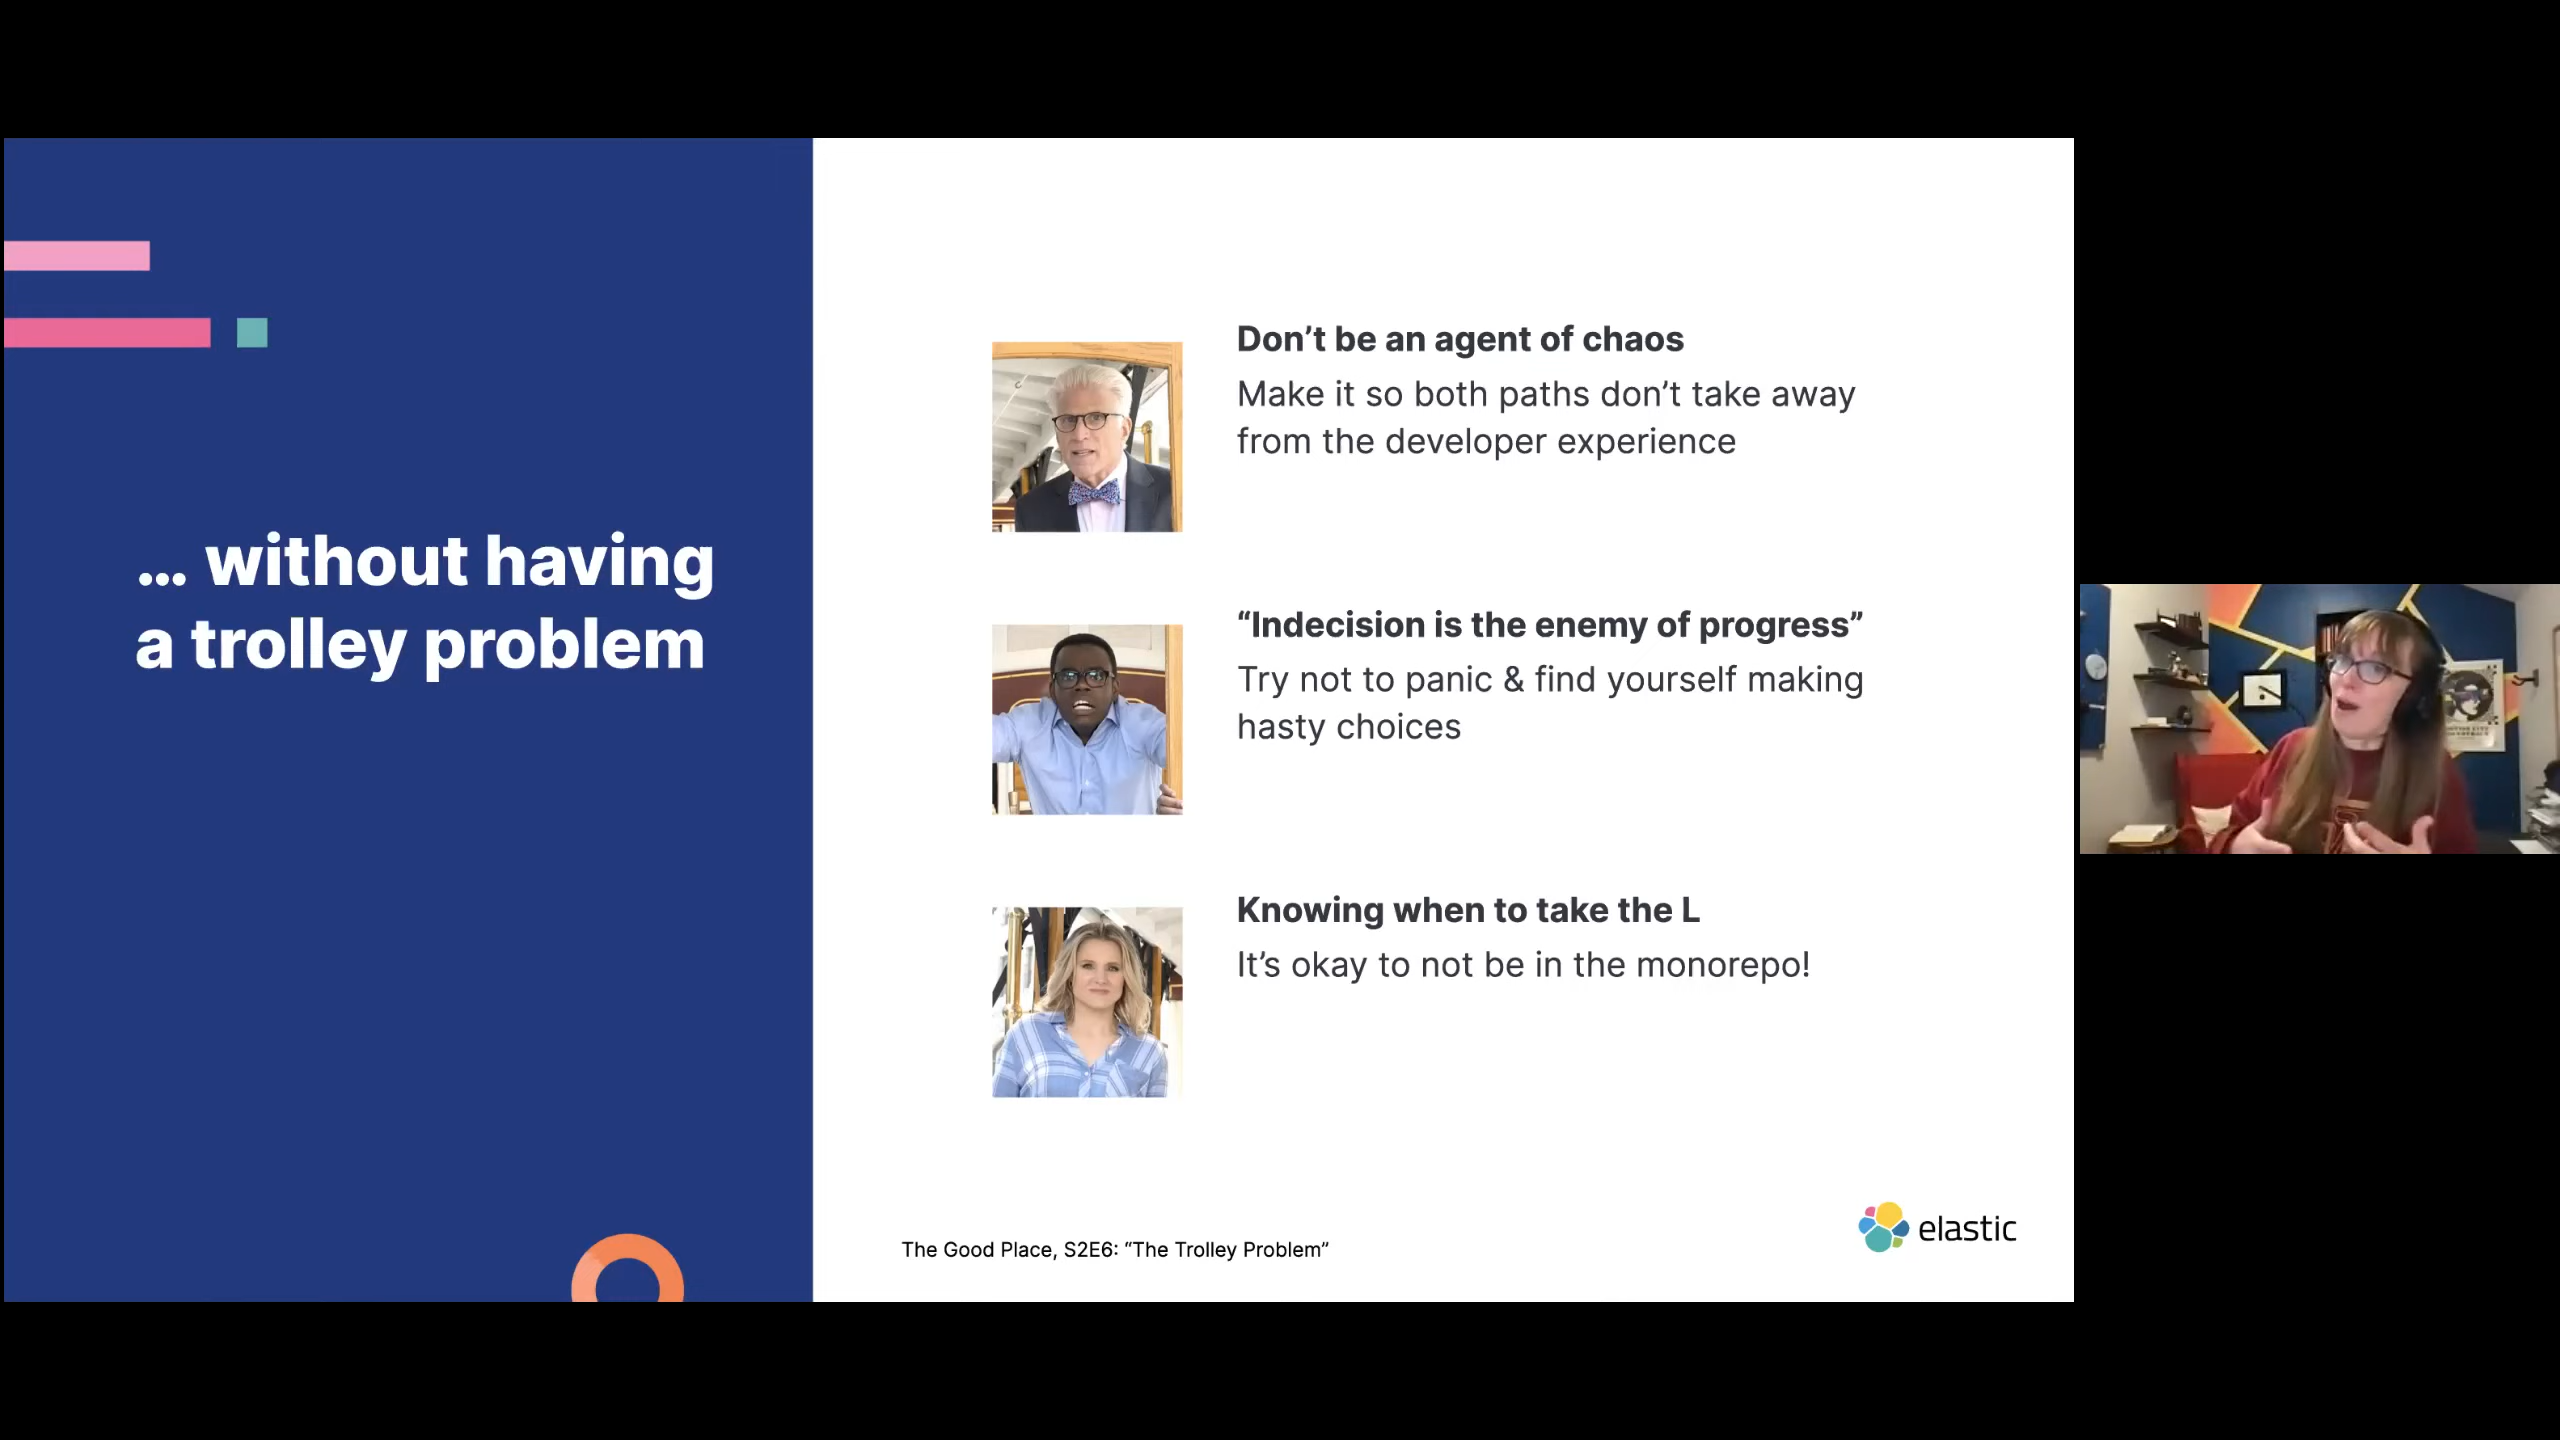 ... without having
a trolley problem
Don’t be an agent of chaos
Make it so both paths don’t take away
from the developer experience
“Indecision is the enemy of progress”
Try not to panic & find yourself making
hasty choices
Knowing when to take the L
It’s okay to not be in the monorepo!
The Good Place, S2E6: “The Trolley Problem”
elastic